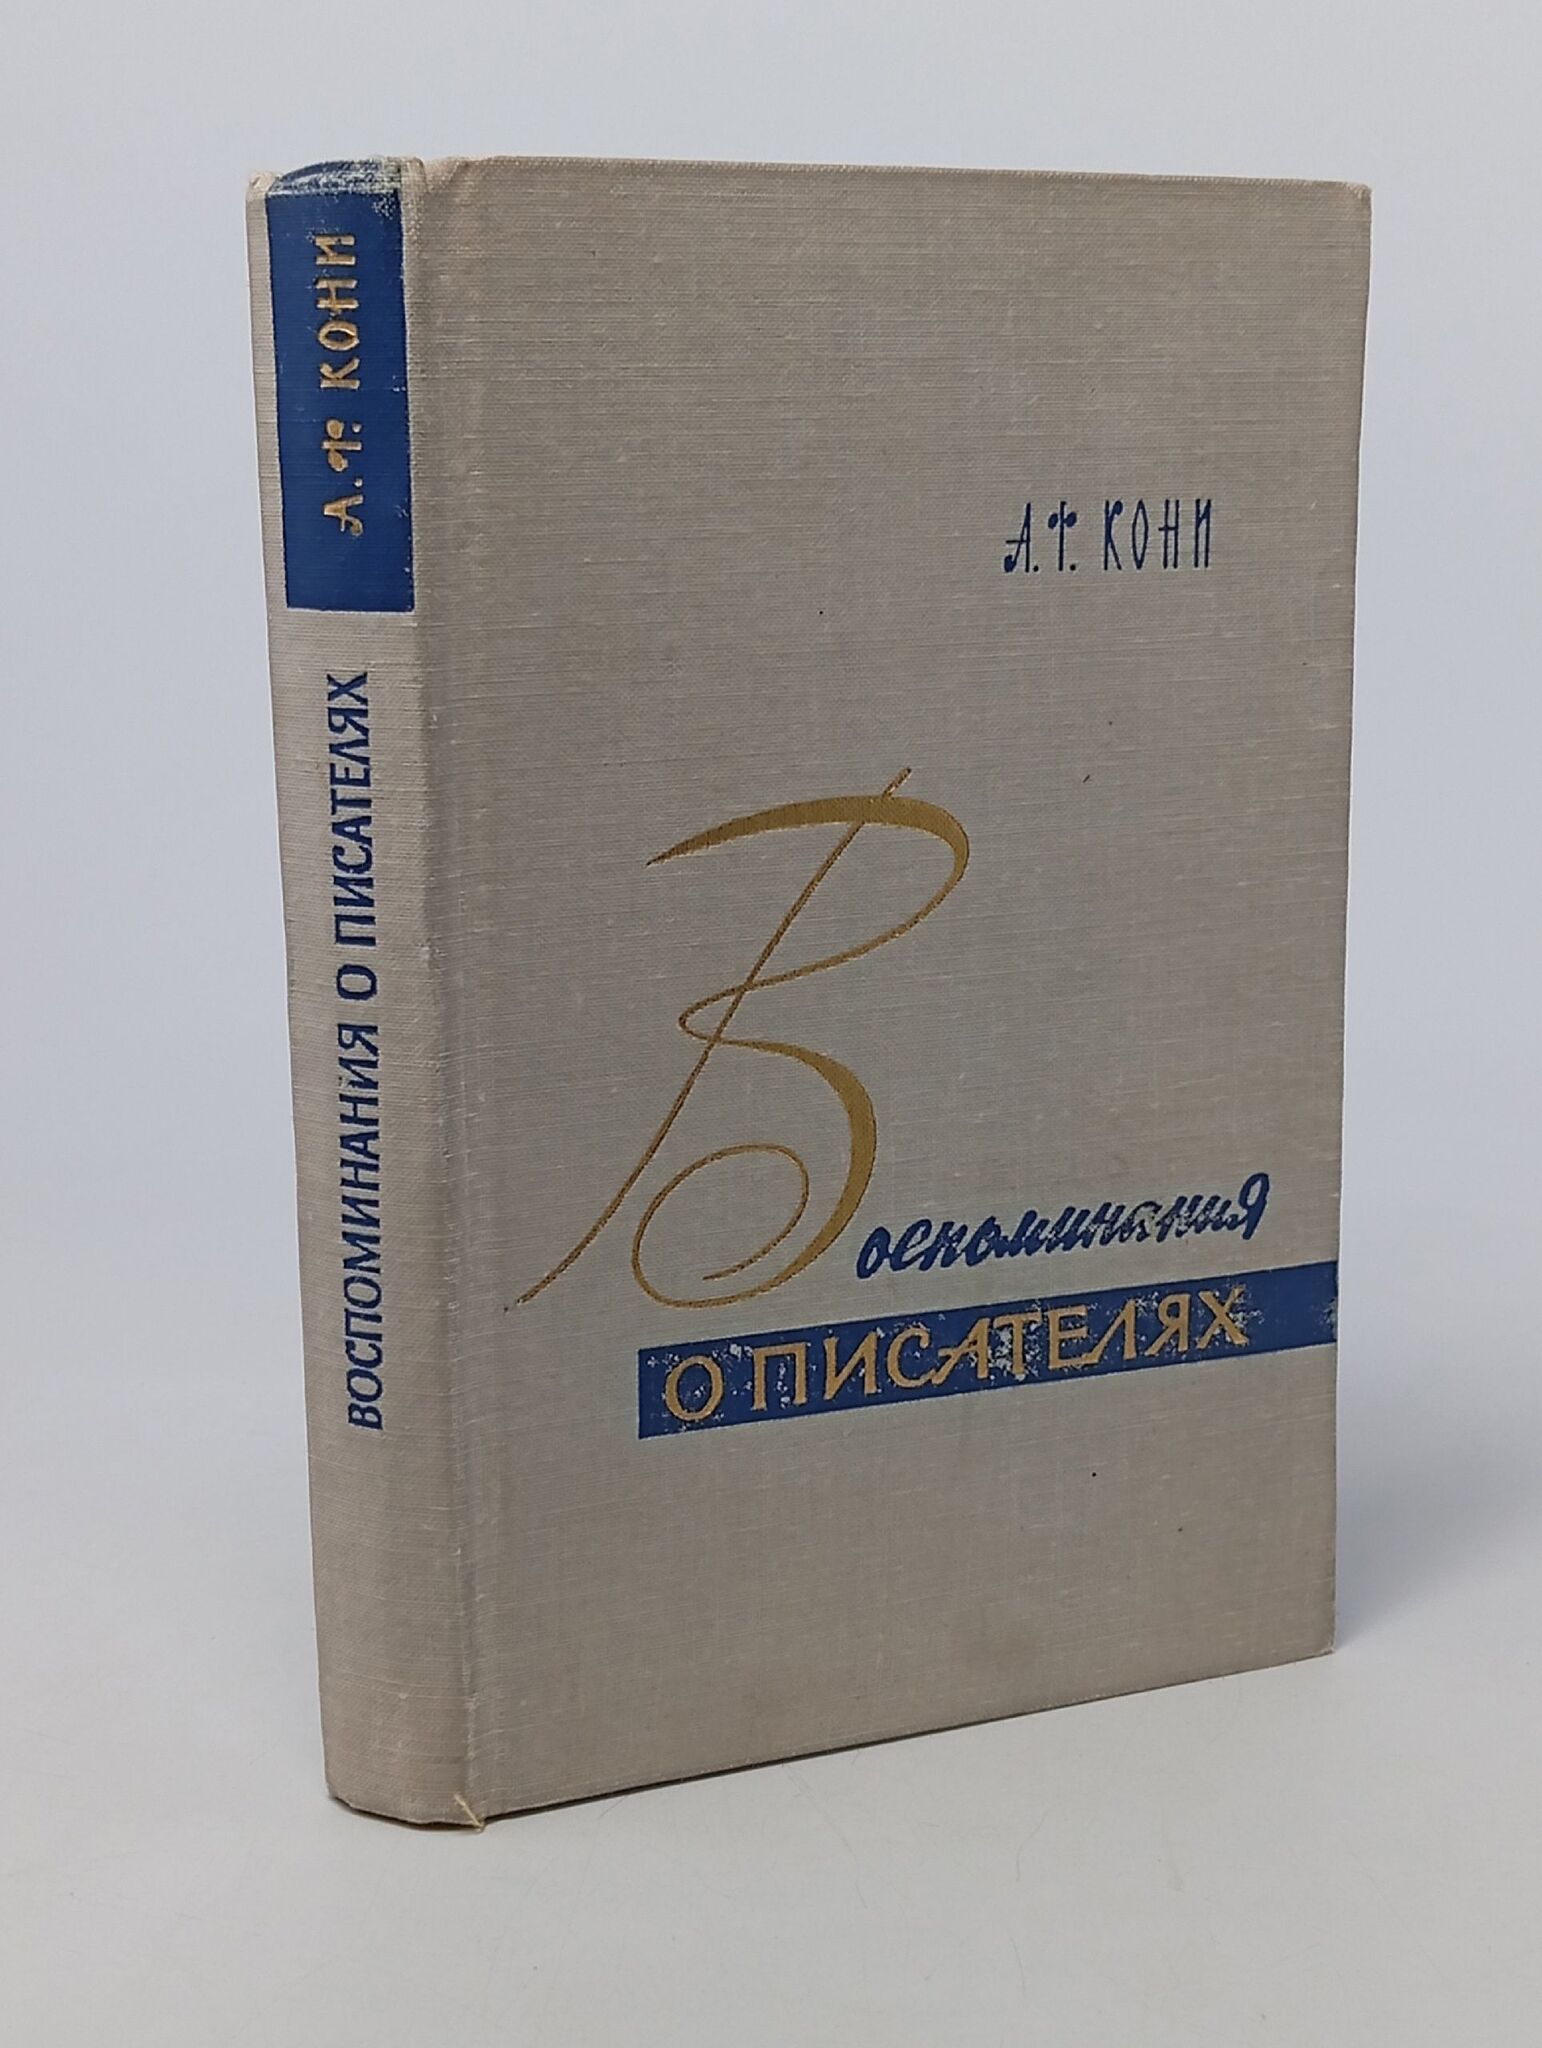 А.Ф. КОНИ
ВОСПОМИНАНИЯ О ПИСАТЕЛЯХ
А.Ф. КОНИ
Воспоминания
О ПИСАТЕЛЯХ